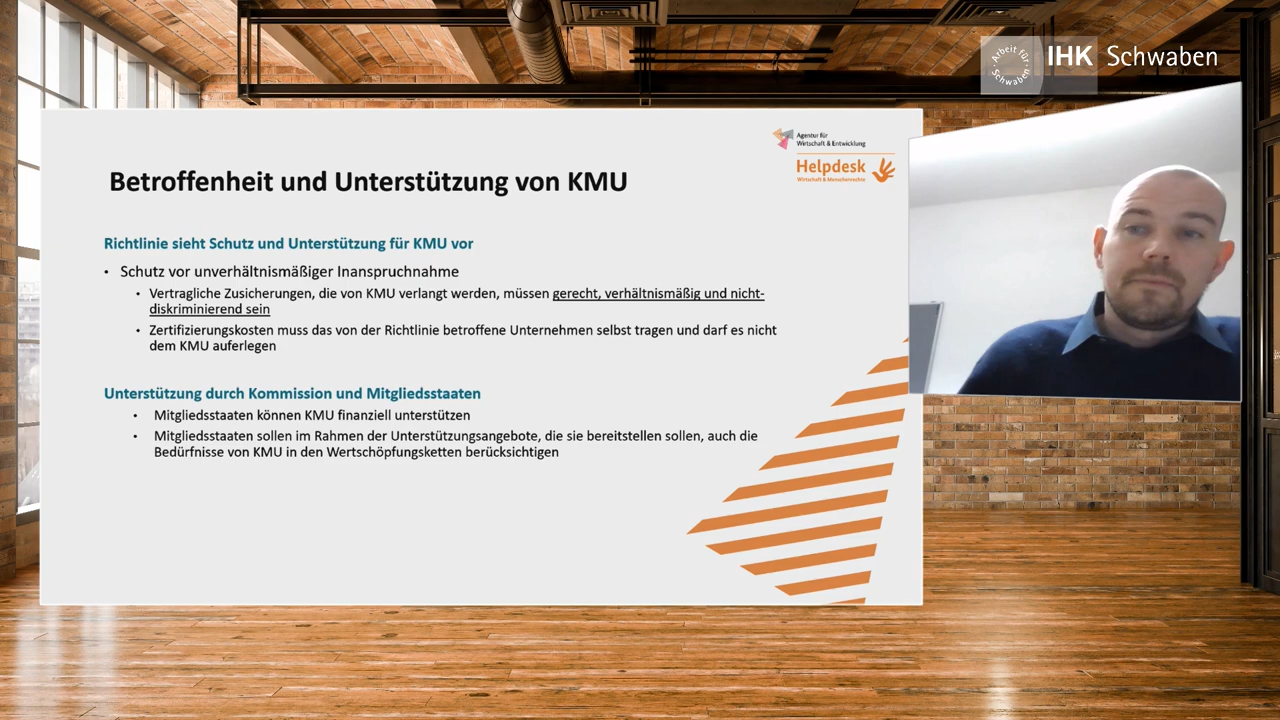 Arbeit für
Schwaben
IHK Schwaben
Agentur für
Wirtschaft & Entwicklung
Helpdesk
Wirtschaft & Menschenrechte
Betroffenheit und Unterstützung von KMU
Richtlinie sieht Schutz und Unterstützung für KMU vor
• Schutz vor unverhältnismäßiger Inanspruchnahme
• Vertragliche Zusicherungen, die von KMU verlangt werden, müssen gerecht, verhältnismäßig und nicht-
diskriminierend sein
• Zertifizierungskosten muss das von der Richtlinie betroffene Unternehmen selbst tragen und darf es nicht
dem KMU auferlegen
Unterstützung durch Kommission und Mitgliedsstaaten
• Mitgliedsstaaten können KMU finanziell unterstützen
• Mitgliedsstaaten sollen im Rahmen der Unterstützungsangebote, die sie bereitstellen sollen, auch die
Bedürfnisse von KMU in den Wertschöpfungsketten berücksichtigen